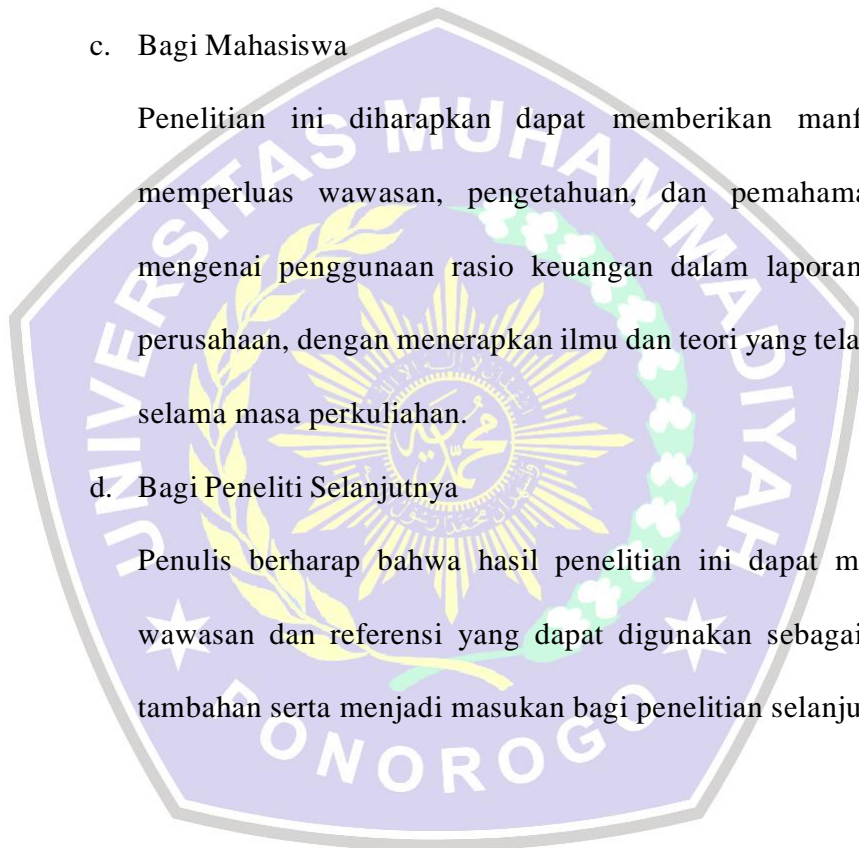 c. Bagi Mahasiswa
Penelitian ini diharapkan dapat memberikan manf
memperluas wawasan, pengetahuan, dan pemahama
mengenai penggunaan rasio keuangan dalam laporan
perusahaan, dengan menerapkan ilmu dan teori yang tela
selama masa perkuliahan.
d. Bagi Peneliti Selanjutnya
Penulis berharap bahwa hasil penelitian ini dapat m
wawasan dan referensi yang dapat digunakan sebagai
tambahan serta menjadi masukan bagi penelitian selanju
UNIVERSITAS MUHAMMADIYAH
PONOROGO